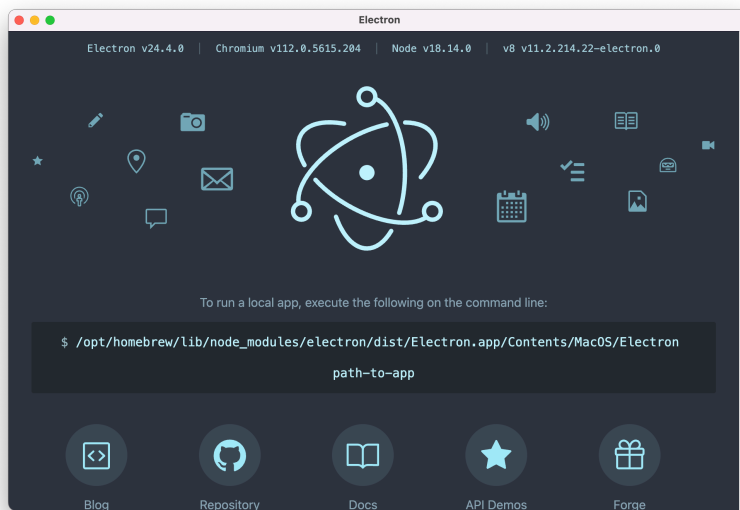 Electron
Electron v24.4.0 | Chromium v112.0.5615.204 | Node v18.14.0 | v8 v11.2.214.22-electron.0
To run a local app, execute the following on the command line:
$ /opt/homebrew/lib/node_modules/electron/dist/Electron.app/Contents/MacOS/Electron
path-to-app
Blog Repository Docs API Demos Forge